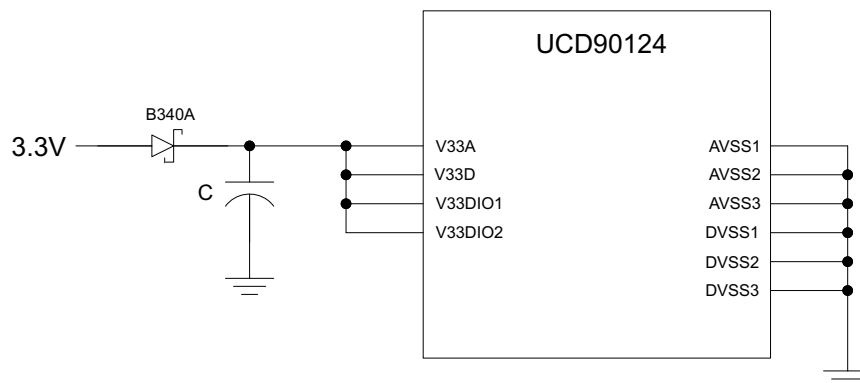 UCD90124
B340A
3.3V
C
V33A
V33D
V33DIO1
V33DIO2
AVSS1
AVSS2
AVSS3
DVSS1
DVSS2
DVSS3